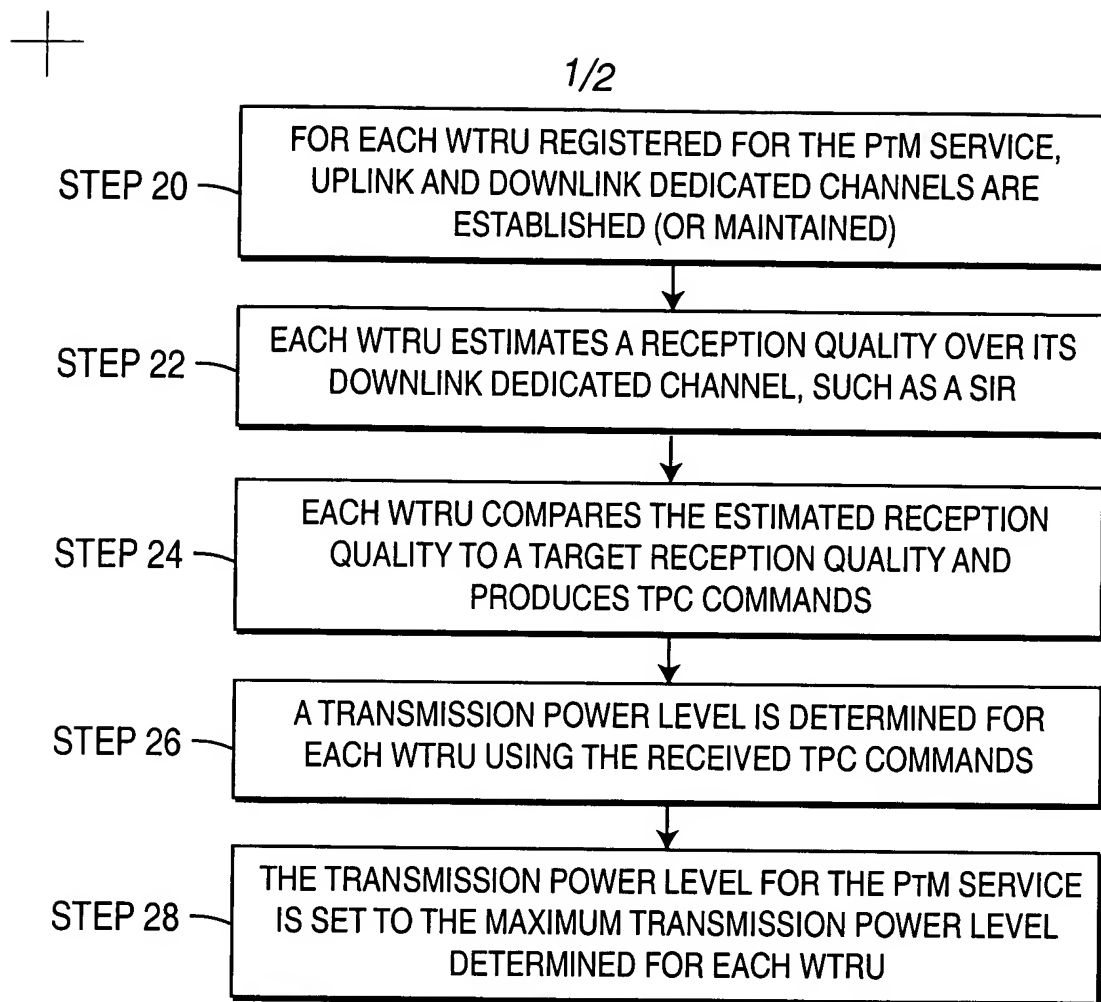 1/2
STEP 20
FOR EACH WTRU REGISTERED FOR THE PTM SERVICE,
UPLINK AND DOWNLINK DEDICATED CHANNELS ARE
ESTABLISHED (OR MAINTAINED)
STEP 22
EACH WTRU ESTIMATES A RECEPTION QUALITY OVER ITS
DOWNLINK DEDICATED CHANNEL, SUCH AS A SIR
STEP 24
EACH WTRU COMPARES THE ESTIMATED RECEPTION
QUALITY TO A TARGET RECEPTION QUALITY AND
PRODUCES TPC COMMANDS
STEP 26
A TRANSMISSION POWER LEVEL IS DETERMINED FOR
EACH WTRU USING THE RECEIVED TPC COMMANDS
STEP 28
THE TRANSMISSION POWER LEVEL FOR THE PTM SERVICE
IS SET TO THE MAXIMUM TRANSMISSION POWER LEVEL
DETERMINED FOR EACH WTRU